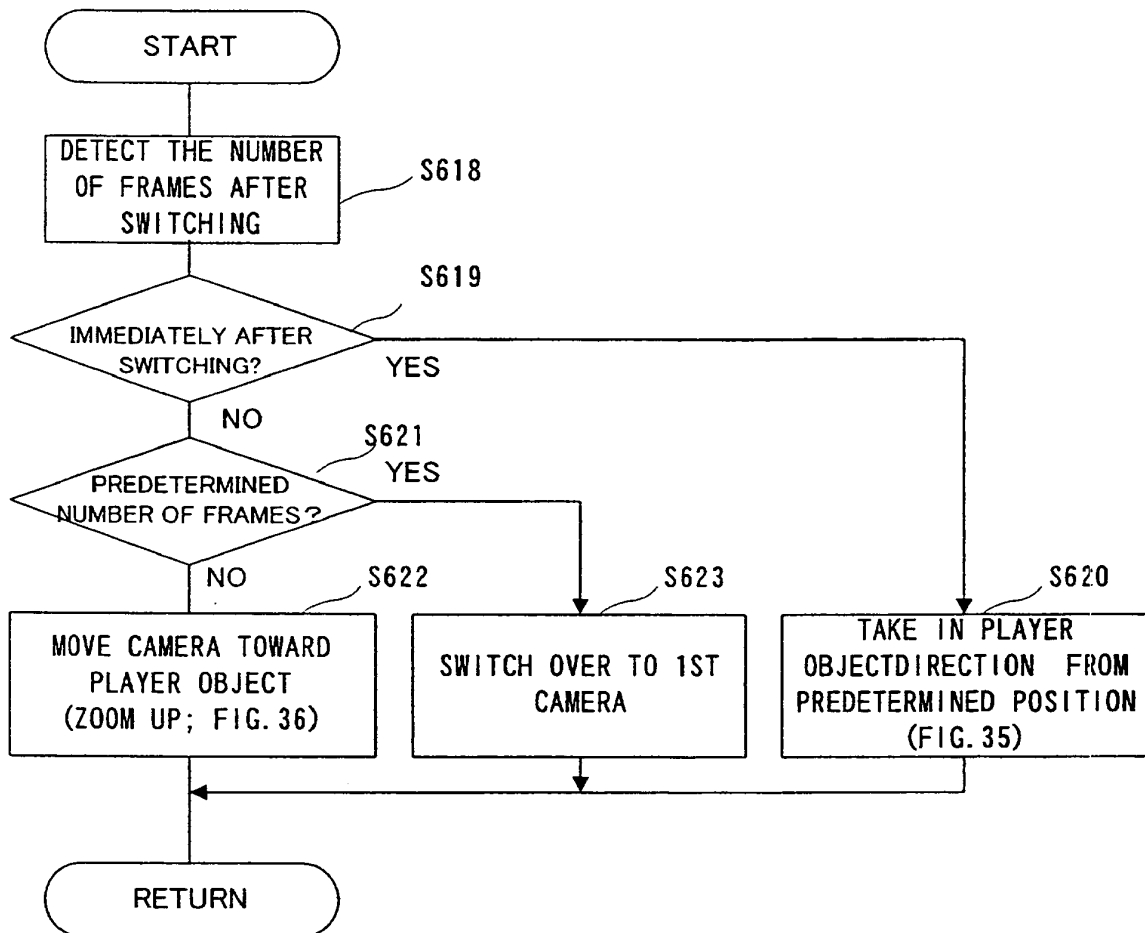 START
DETECT THE NUMBER
OF FRAMES AFTER
SWITCHING
S618
S619
IMMEDIATELY AFTER
SWITCHING?
YES
NO
S621
PREDETERMINED
NUMBER OF FRAMES?
YES
NO
S622
MOVE CAMERA TOWARD
PLAYER OBJECT
(ZOOM UP; FIG.36)
S623
SWITCH OVER TO 1ST
CAMERA
S620
TAKE IN PLAYER
OBJECTDIRECTION FROM
PREDETERMINED POSITION
(FIG.35)
RETURN